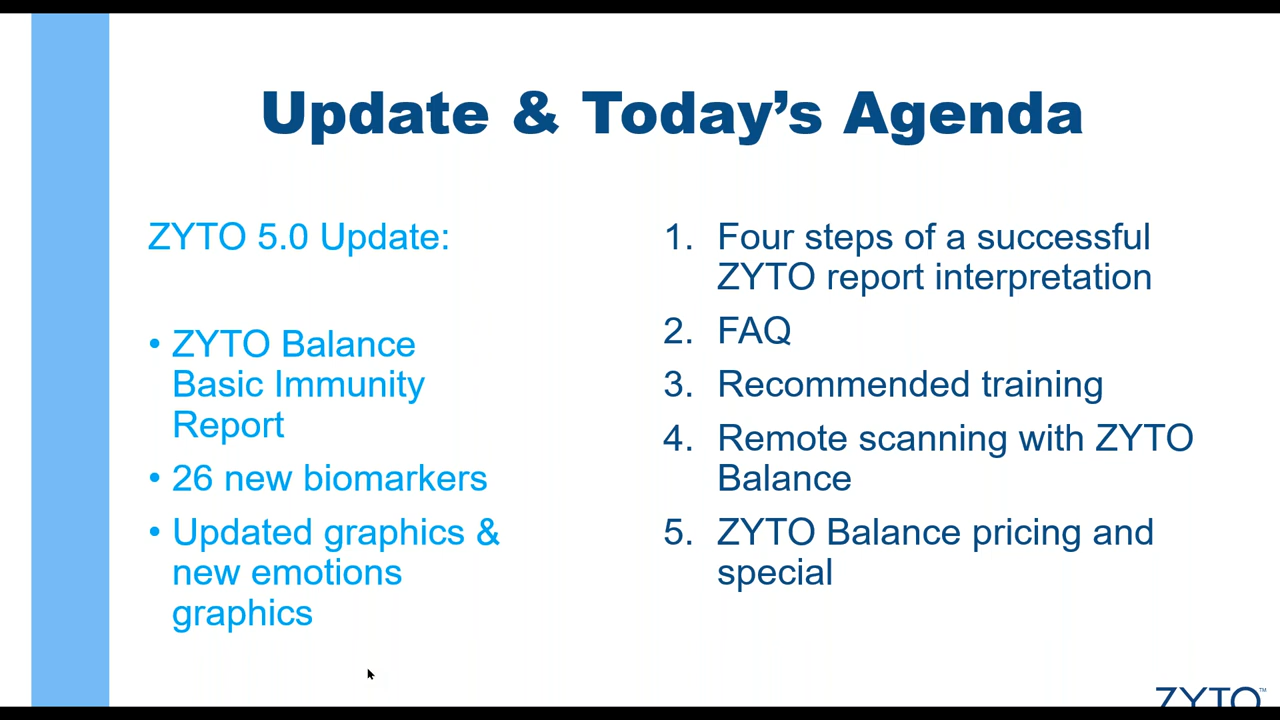 Update & Today’s Agenda
ZYTO 5.0 Update:
• ZYTO Balance
Basic Immunity
Report
• 26 new biomarkers
• Updated graphics &
new emotions
graphics
1. Four steps of a successful
ZYTO report interpretation
2. FAQ
3. Recommended training
4. Remote scanning with ZYTO
Balance
5. ZYTO Balance pricing and
special
ZYTO™